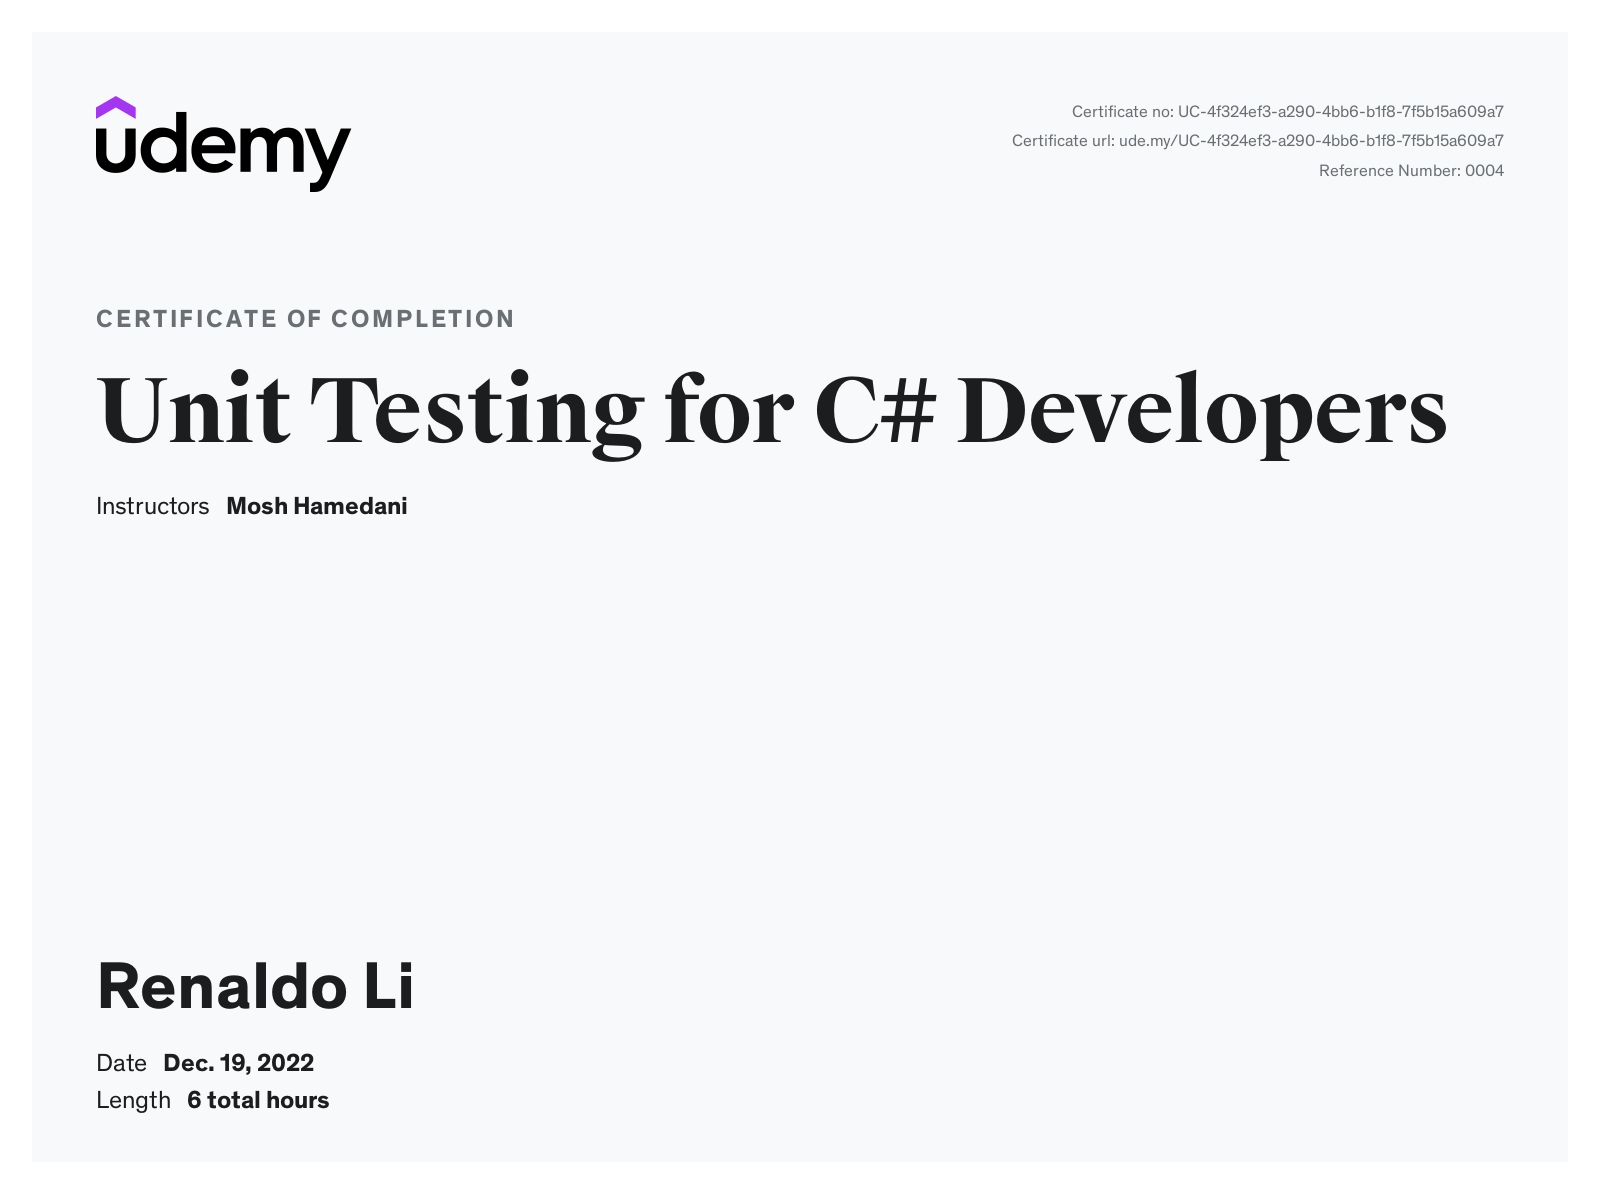 udemy
Certificate no: UC-4f324ef3-a290-4bb6-b1f8-7f5b15a609a7
Certificate url: ude.my/UC-4f324ef3-a290-4bb6-b1f8-7f5b15a609a7
Reference Number: 0004
CERTIFICATE OF COMPLETION
Unit Testing for C# Developers
Instructors Mosh Hamedani
Renaldo Li
Date Dec. 19, 2022
Length 6 total hours